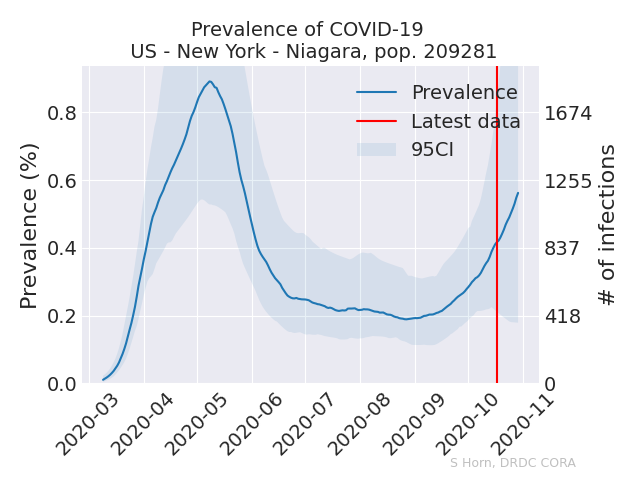 Prevalence of COVID-19
US - New York - Niagara, pop. 209281
Prevalence (%)
0.8
0.6
0.4
0.2
0.0
Prevalence
Latest data
95CI
1674
1255
837
418
0
# of infections
2020-03
2020-04
2020-05
2020-06
2020-07
2020-08
2020-09
2020-10
2020-11
S Horn, DRDC CORA